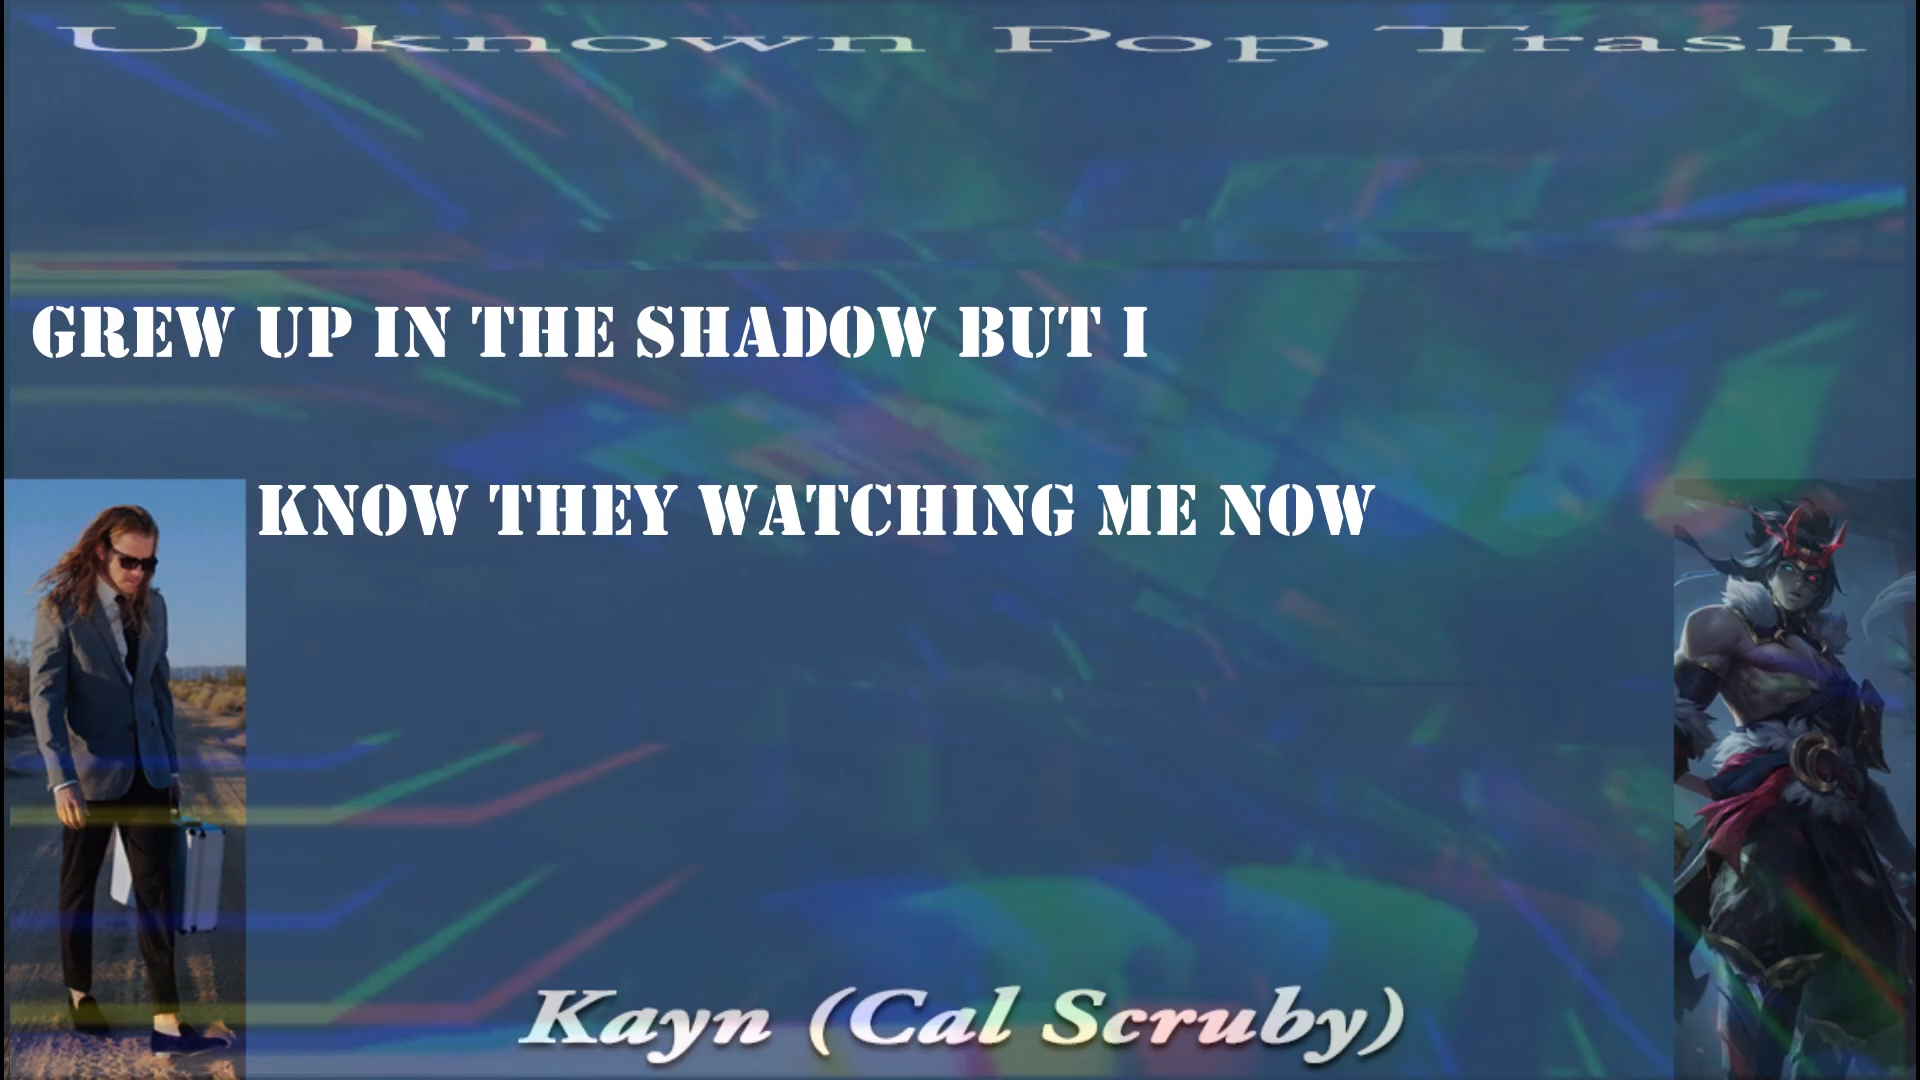 Unknown Pop Trash
GREW UP IN THE SHADOW BUT I
KNOW THEY WATCHING ME NOW
Kayn (Cal Scruby)